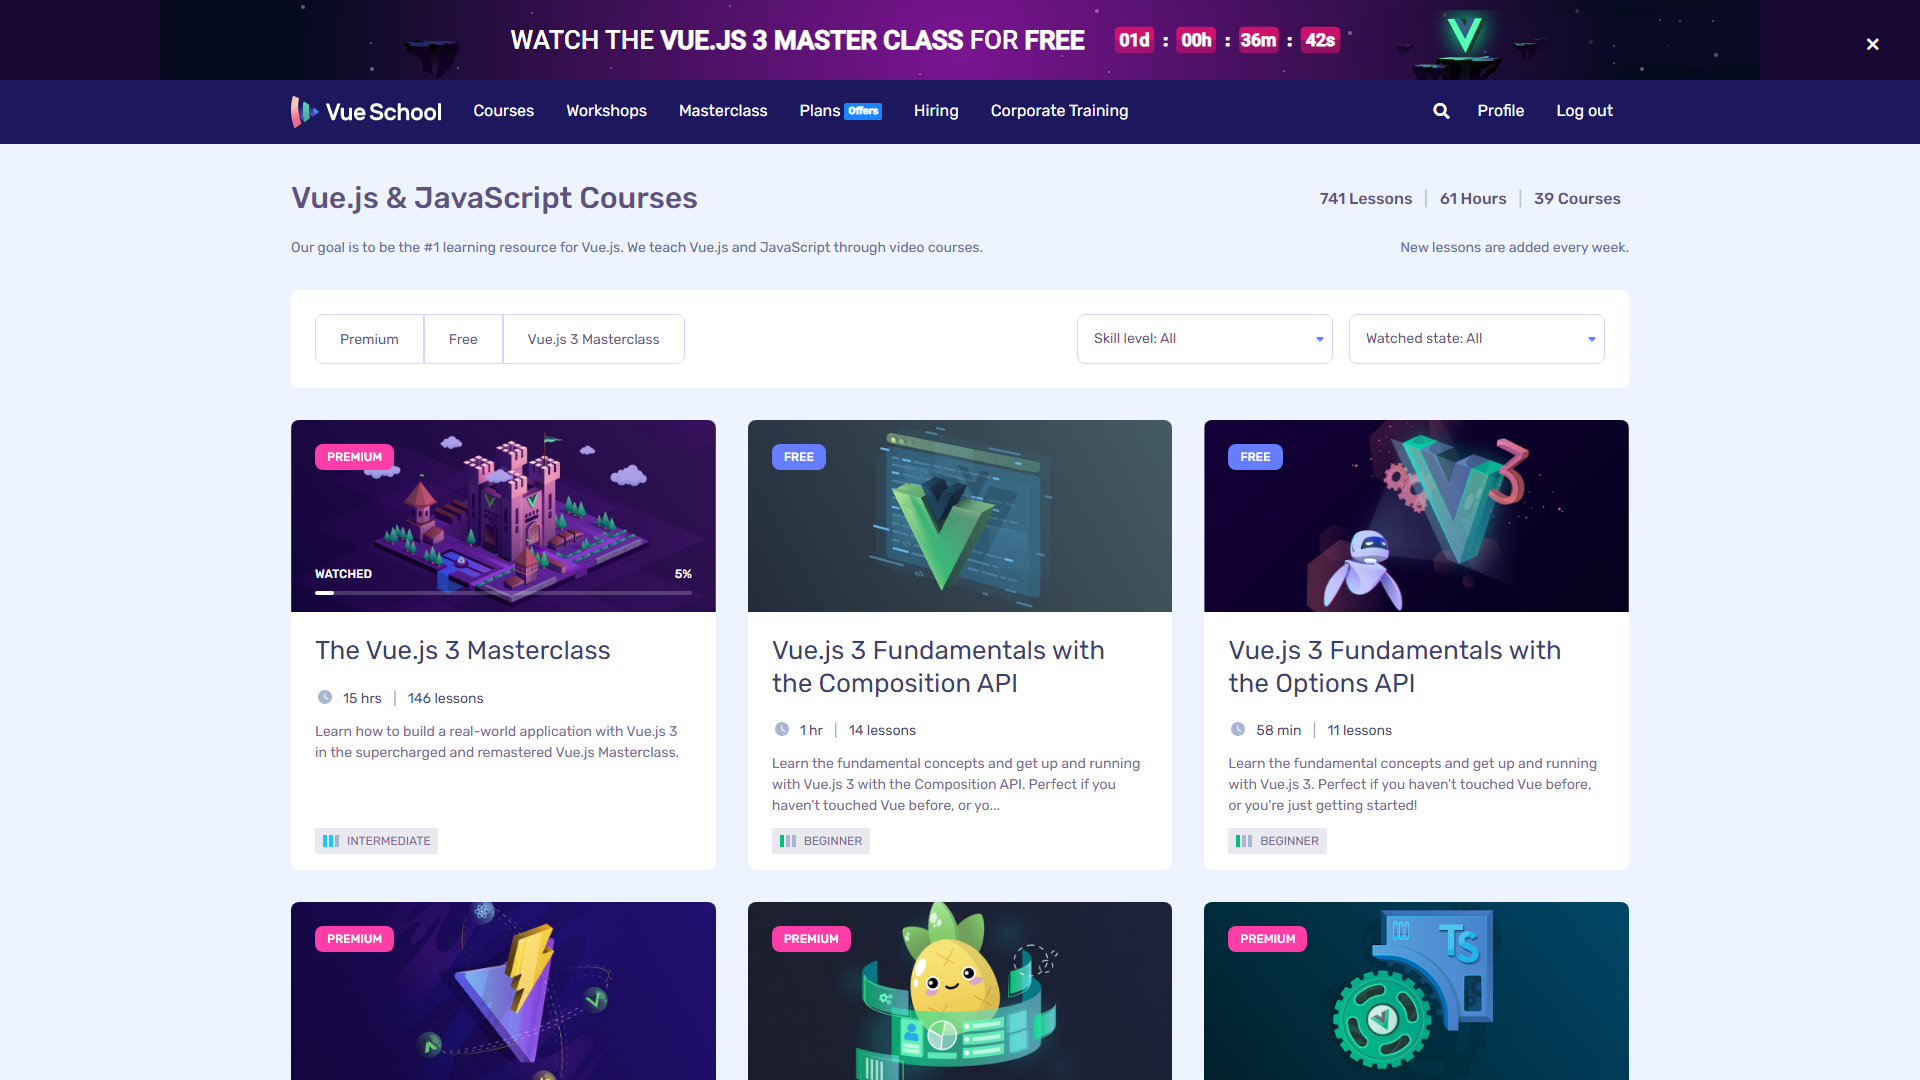 WATCH THE VUE.JS 3 MASTER CLASS FOR FREE 01d : 00h : 36m : 42s
Vue School Courses Workshops Masterclass Plans Offers Hiring Corporate Training Profile Log out
Vue.js & JavaScript Courses
741 Lessons | 61 Hours | 39 Courses
Our goal is to be the #1 learning resource for Vue.js. We teach Vue.js and JavaScript through video courses.
New lessons are added every week.
Premium Free Vue.js 3 Masterclass
Skill level: All
Watched state: All
PREMIUM
WATCHED 5%
The Vue.js 3 Masterclass
15 hrs | 146 lessons
Learn how to build a real-world application with Vue.js 3
in the supercharged and remastered Vue.js Masterclass.
INTERMEDIATE
FREE
Vue.js 3 Fundamentals with
the Composition API
1 hr | 14 lessons
Learn the fundamental concepts and get up and running
with Vue.js 3 with the Composition API. Perfect if you
haven't touched Vue before, or yo...
BEGINNER
FREE
3
Vue.js 3 Fundamentals with
the Options API
58 min | 11 lessons
Learn the fundamental concepts and get up and running
with Vue.js 3. Perfect if you haven't touched Vue before,
or you're just getting started!
BEGINNER
PREMIUM
PREMIUM
PREMIUM
TS